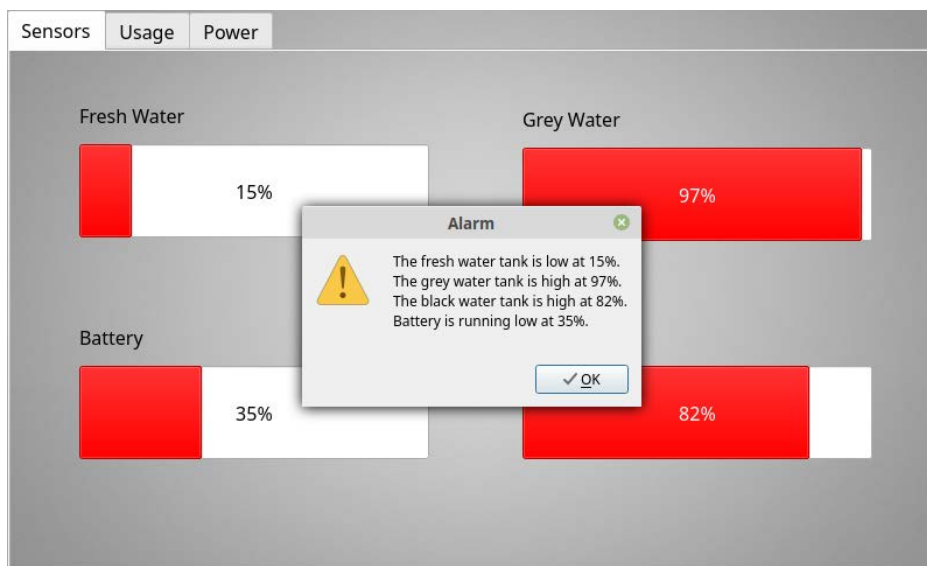 Sensors Usage Power
Fresh Water
Grey Water
15%
97%
Alarm
The fresh water tank is low at 15%.
The grey water tank is high at 97%.
The black water tank is high at 82%.
Battery is running low at 35%.
OK
Battery
35%
82%